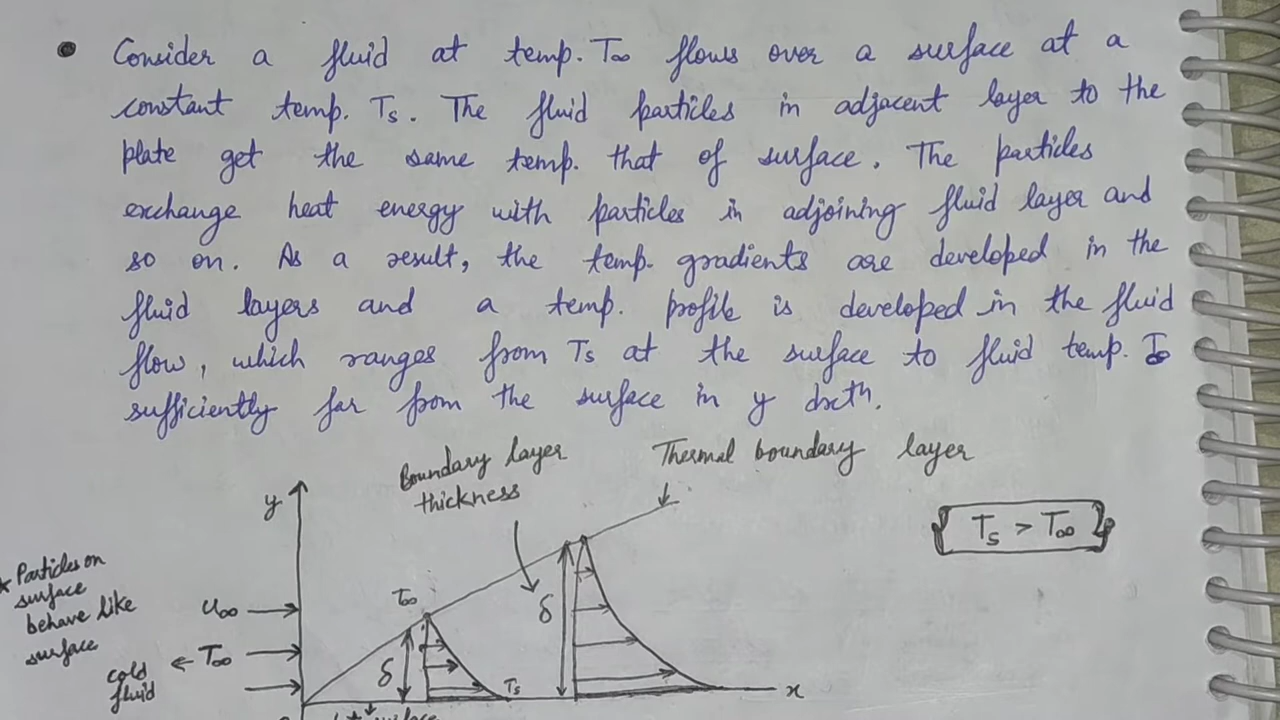 • Consider a fluid at temp. T∞ flows over a surface at a
constant temp. Ts. The fluid particles in adjacent layer to the
plate get the same temp. that of surface. The particles
exchange heat energy with particles in adjoining fluid layer and
so on. As a result, the temp. gradients are developed in the
fluid layers and a temp. profile is developed in the fluid
flow, which ranges from Ts at the surface to fluid temp. T∞
sufficiently far from the surface in y dxctn.
Boundary layer
thickness
Thermal boundary layer
y
Ts > T∞
* Particles on
surface
behave like
surface
u∞
T∞
cold
fluid
T∞
δ
Ts
δ
x
surface